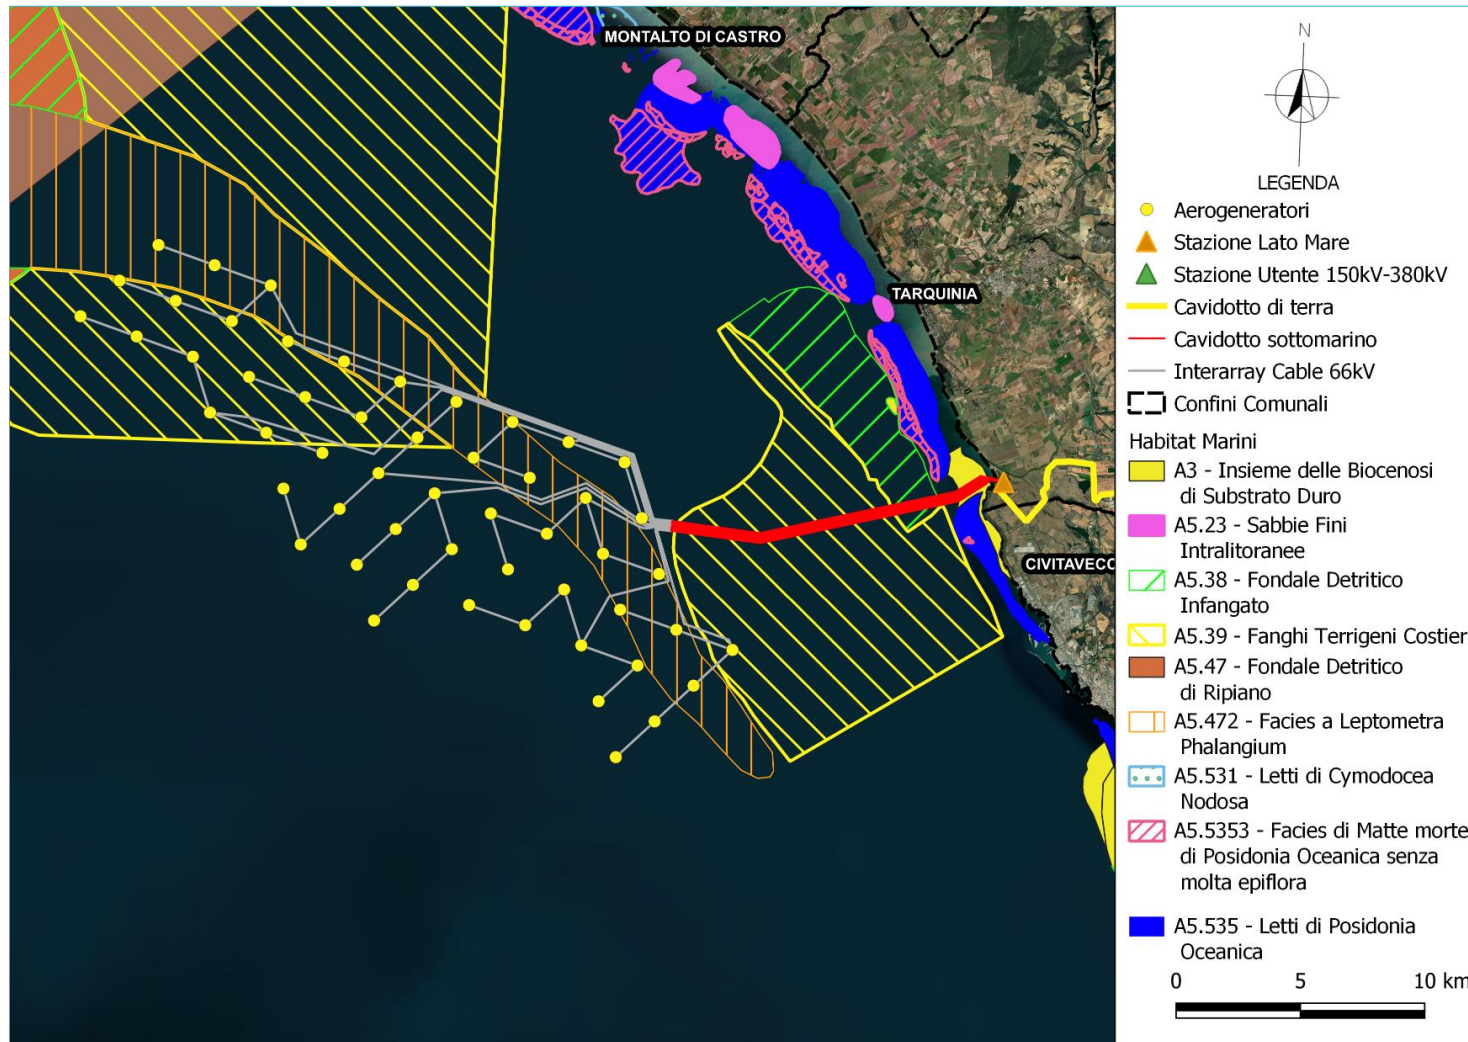 MONTALTO DI CASTRO
TARQUINIA
CIVITAVECC
N
LEGENDA
Aerogeneratori
Stazione Lato Mare
Stazione Utente 150kV-380kV
Cavidotto di terra
Cavidotto sottomarino
Interarray Cable 66kV
Confini Comunali
Habitat Marini
A3 - Insieme delle Biocenosi
di Substrato Duro
A5.23 - Sabbie Fini
Intralitoranee
A5.38 - Fondale Detritico
Infangato
A5.39 - Fanghi Terrigeni Costier
A5.47 - Fondale Detritico
di Ripiano
A5.472 - Facies a Leptometra
Phalangium
A5.531 - Letti di Cymodocea
Nodosa
A5.5353 - Facies di Matte morte
di Posidonia Oceanica senza
molta epiflora
A5.535 - Letti di Posidonia
Oceanica
0 5 10 km